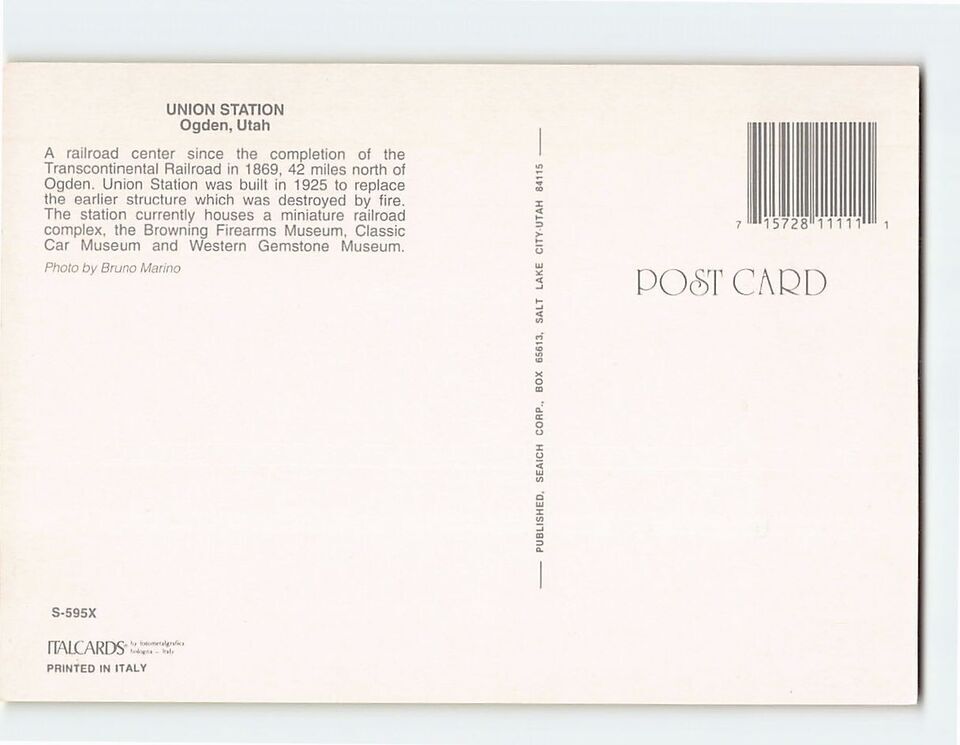 UNION STATION
Ogden, Utah
A railroad center since the completion of the
Transcontinental Railroad in 1869, 42 miles north of
Ogden. Union Station was built in 1925 to replace
the earlier structure which was destroyed by fire.
The station currently houses a miniature railroad
complex, the Browning Firearms Museum, Classic
Car Museum and Western Gemstone Museum.
Photo by Bruno Marino
S-595X
ITALCARDS® by fotometalgrafica
bologna - Italy
PRINTED IN ITALY
PUBLISHED, SEAICH CORP., BOX 65613, SALT LAKE CITY-UTAH 84115
7 15728 11111 1
POST CARD